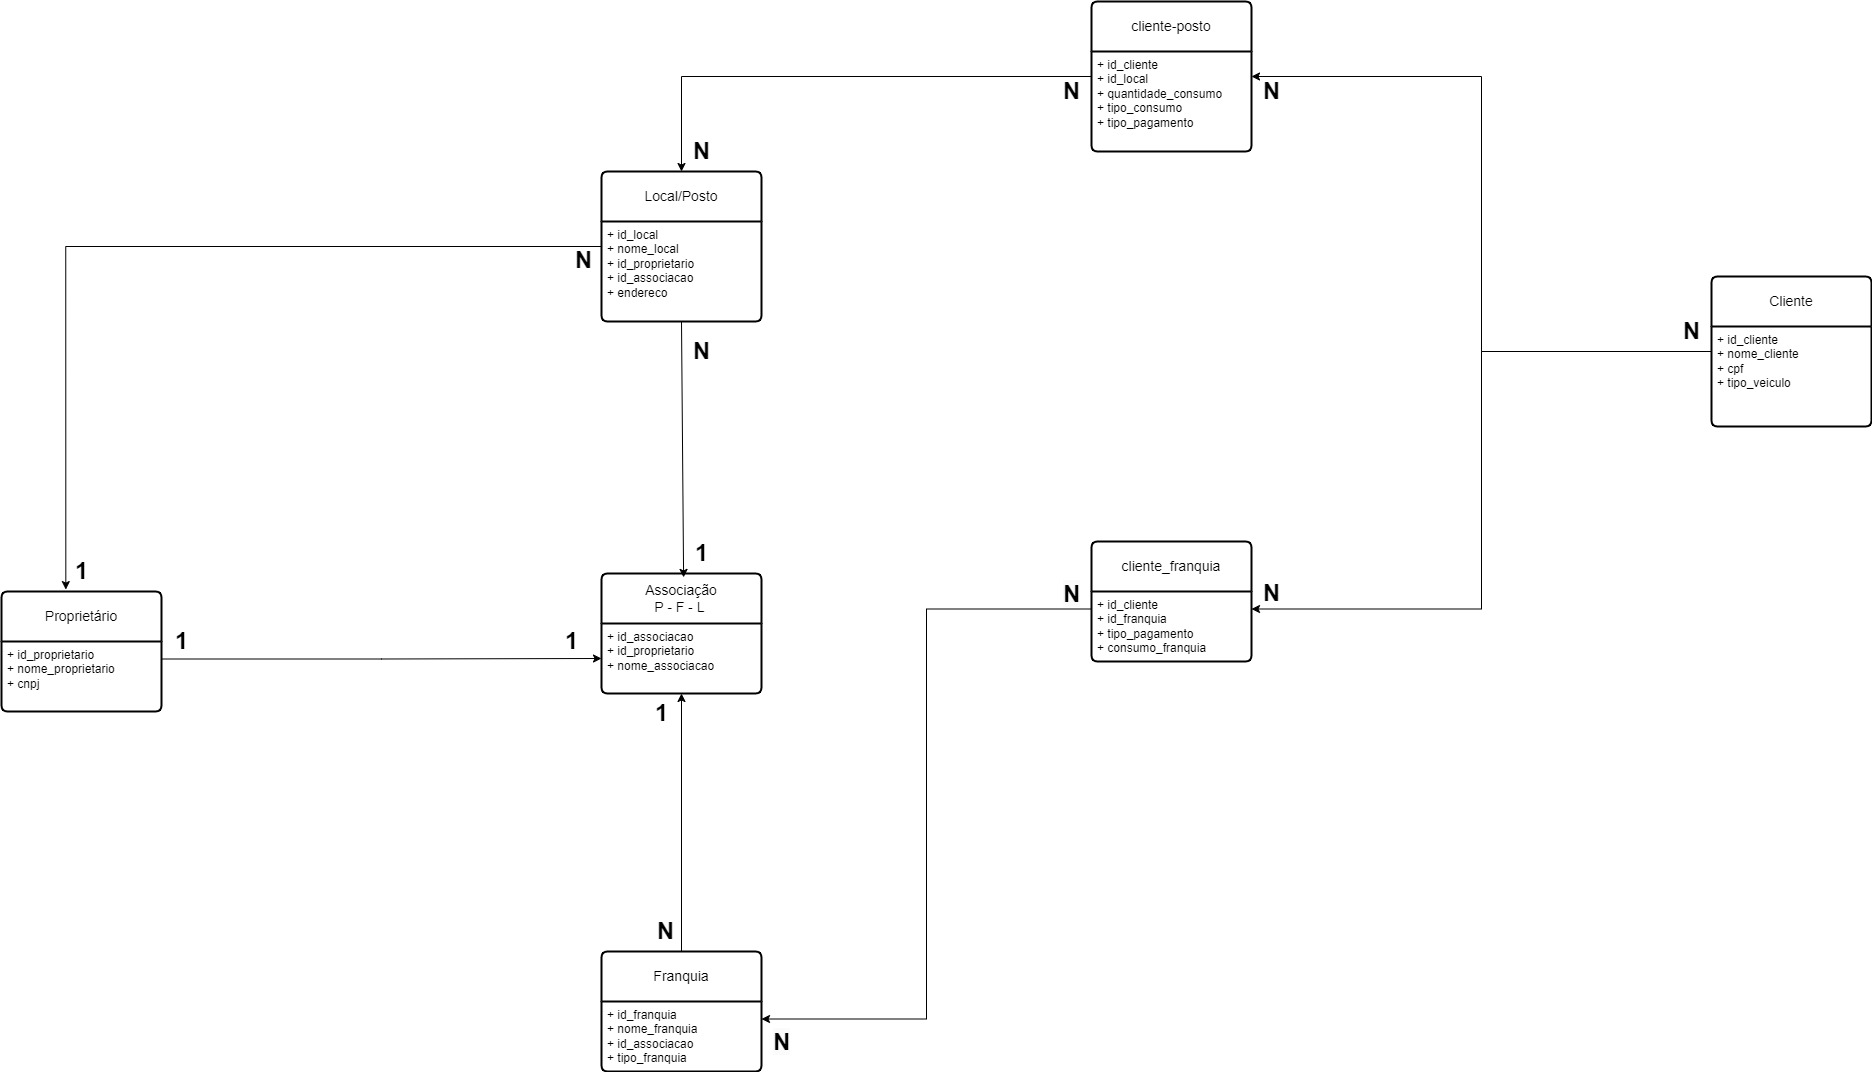 cliente-posto
+ id_cliente
+ id_local
+ quantidade_consumo
+ tipo_consumo
+ tipo_pagamento
N
N
N
Local/Posto
+ id_local
+ nome_local
+ id_proprietario
+ id_associacao
+ endereco
N
N
Cliente
+ id_cliente
+ nome_cliente
+ cpf
+ tipo_veiculo
N
1
Proprietário
+ id_proprietario
+ nome_proprietario
+ cnpj
1
1
1
Associação
P - F - L
+ id_associacao
+ id_proprietario
+ nome_associacao
1
cliente_franquia
+ id_cliente
+ id_franquia
+ tipo_pagamento
+ consumo_franquia
N
N
N
Franquia
+ id_franquia
+ nome_franquia
+ id_associacao
+ tipo_franquia
N